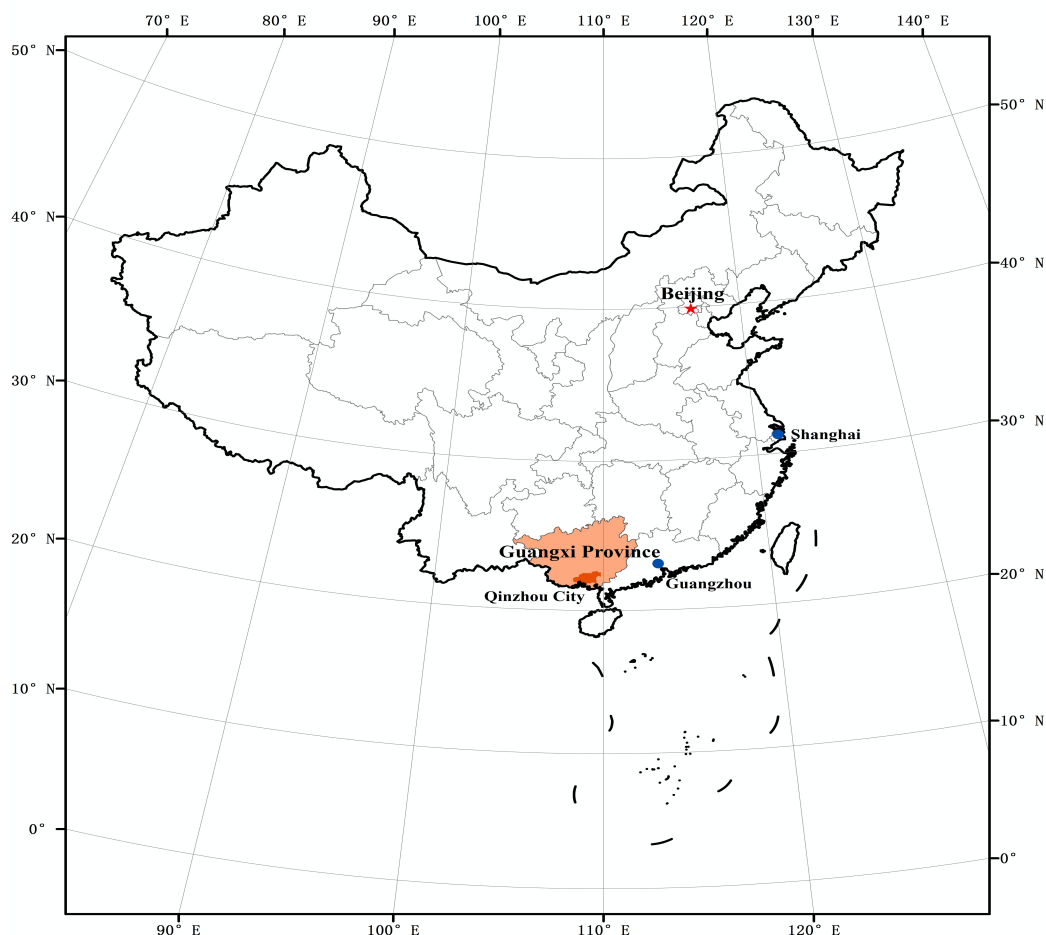 70° E 80° E 90° E 100° E 110° E 120° E 130° E 140° E
50° N
50° N
40° N
40° N
Beijing
30° N
30° N
Shanghai
20° N
Guangxi Province
20° N
Guangzhou
Qinzhou City
10° N
10° N
0°
0°
90° E 100° E 110° E 120° E